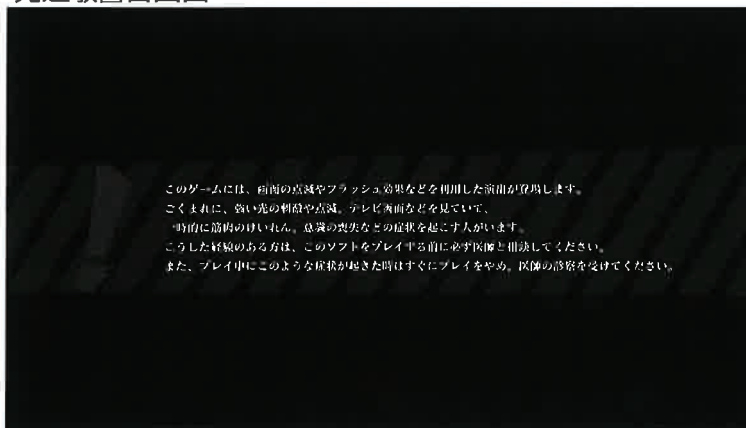 このゲームには、画面の点滅やフラッシュ効果などを利用した演出が登場します。
ごくまれに、強い光の刺激や点滅、テレビ画面などを見ていて、
一時的に筋肉のけいれん、意識の喪失などの症状を起こす人がいます。
こうした経験のある方は、このソフトをプレイする前に必ず医師と相談してください。
また、プレイ中にこのような症状が起きた時はすぐにプレイをやめ、医師の診察を受けてください。